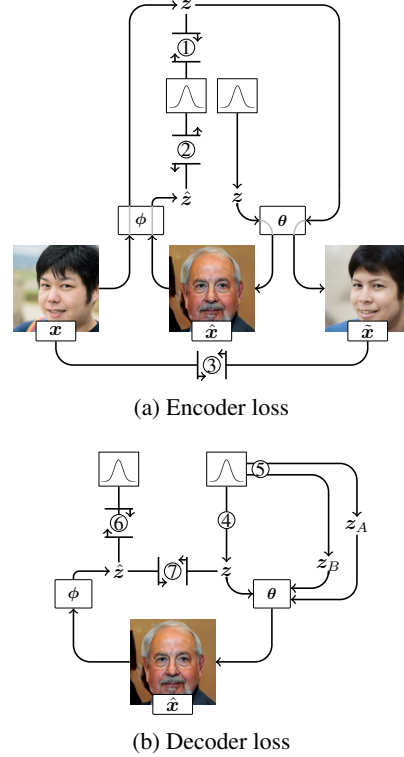 z
①
②
ẑ
z
ϕ
θ
x
x̂
x̃
③
(a) Encoder loss
⑤
⑥
④
z_A
ẑ
⑦
z
z_B
ϕ
θ
x̂
(b) Decoder loss